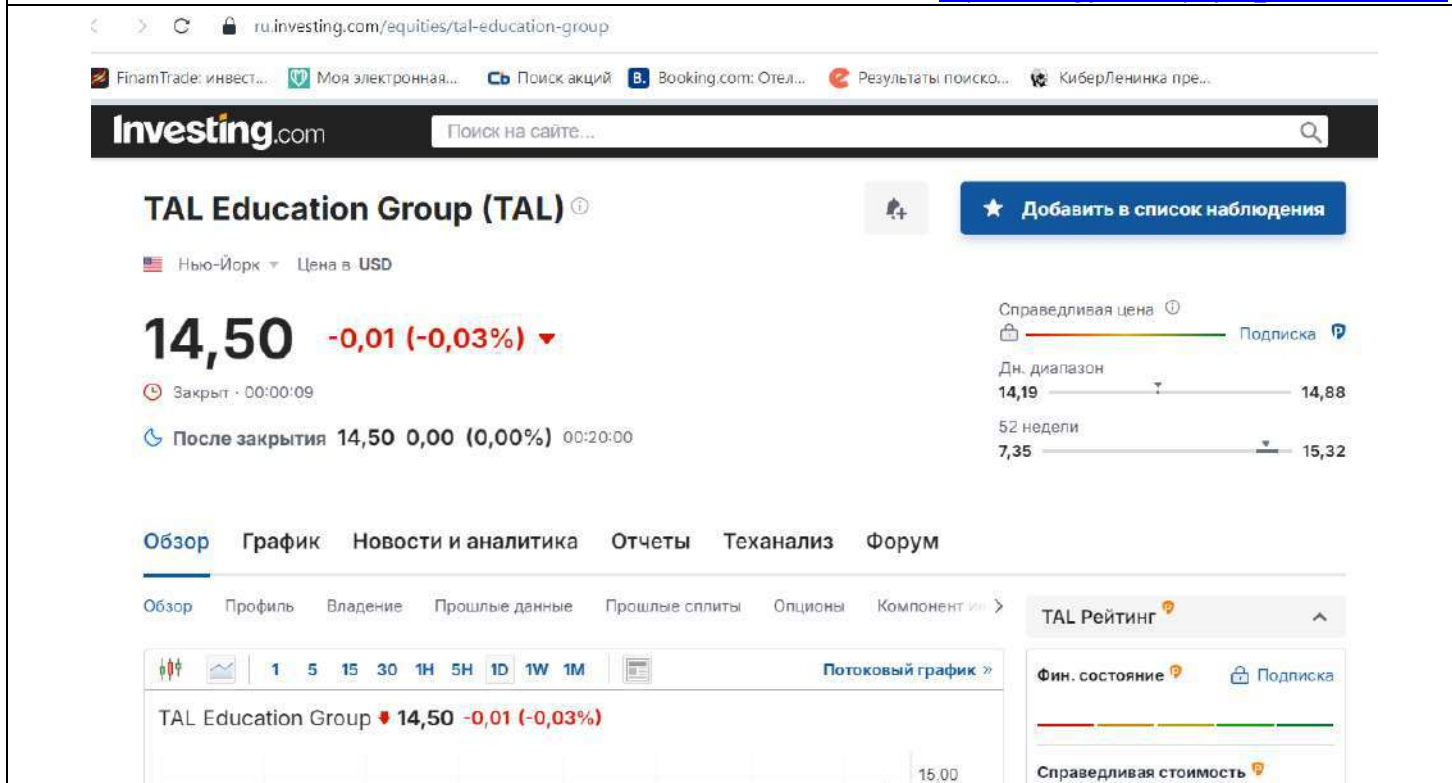 ru.investing.com/equities/tal-education-group
FinamTrade: инвест... Моя электронная... Сb Поиск акций B. Booking.com: Отел... Результаты поиско... КиберЛенинка пре...
Investing.com Поиск на сайте...
TAL Education Group (TAL)
Добавить в список наблюдения
Нью-Йорк Цена в USD
14,50 -0,01 (-0,03%)
Справедливая цена
Подписка
Закрыт · 00:00:09
Дн. диапазон
14,19 14,88
После закрытия 14,50 0,00 (0,00%) 00:20:00
52 недели
7,35 15,32
Обзор График Новости и аналитика Отчеты Теханализ Форум
Обзор Профиль Владение Прошлые данные Прошлые сплиты Опционы Компонент
TAL Рейтинг
1 5 15 30 1H 5H 1D 1W 1M Потоковый график »
Фин. состояние Подписка
TAL Education Group 14,50 -0,01 (-0,03%)
15,00
Справедливая стоимость